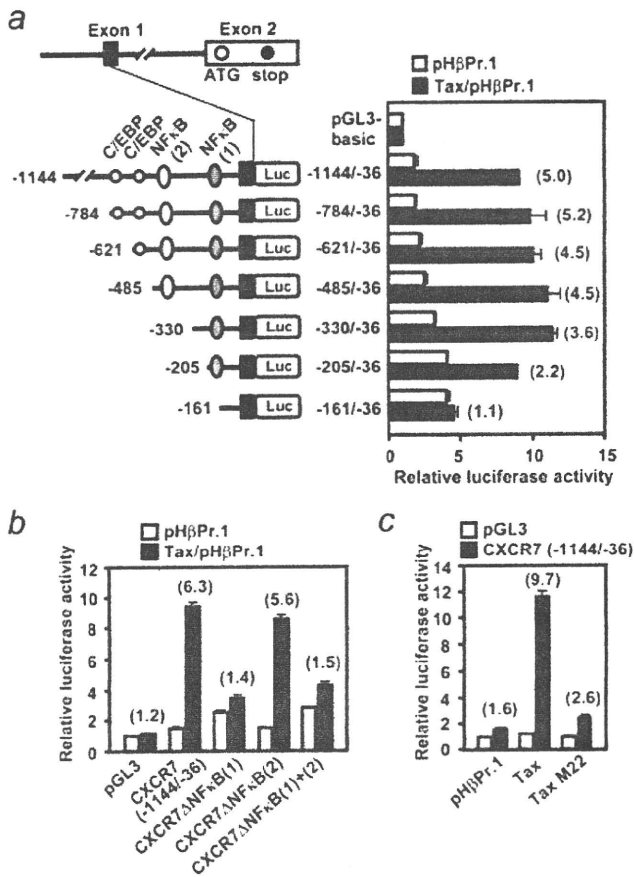 a
Exon 1
Exon 2
ATG stop
C/EBP
C/EBP
NFκB (2)
NFκB (1)
-1144 Luc
-784 Luc
-621 Luc
-485 Luc
-330 Luc
-205 Luc
-161 Luc
pHβPr.1
Tax/pHβPr.1
pGL3-
basic
-1144/-36 (5.0)
-784/-36 (5.2)
-621/-36 (4.5)
-485/-36 (4.5)
-330/-36 (3.6)
-205/-36 (2.2)
-161/-36 (1.1)
0 5 10 15
Relative luciferase activity
b
pHβPr.1
Tax/pHβPr.1
Relative luciferase activity
12
10
8
6
4
2
0
(1.2)
(6.3)
(1.4)
(5.6)
(1.5)
pGL3
CXCR7
(-1144/-36)
CXCR7ΔNFκB(1)
CXCR7ΔNFκB(2)
CXCR7ΔNFκB(1)+(2)
c
pGL3
CXCR7 (-1144/-36)
Relative luciferase activity
14
12
10
8
6
4
2
0
(1.6)
(9.7)
(2.6)
pHβPr.1
Tax
Tax M22